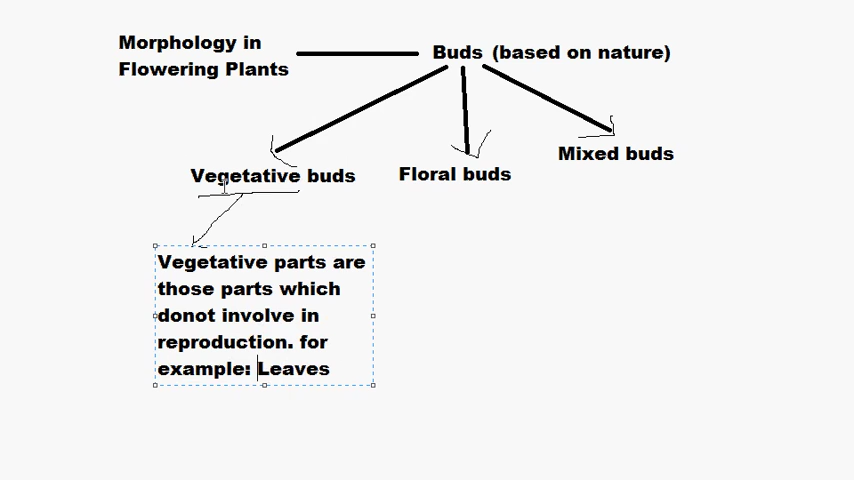 Morphology in
Flowering Plants
Buds (based on nature)
Vegetative buds
Floral buds
Mixed buds
Vegetative parts are
those parts which
donot involve in
reproduction. for
example: Leaves